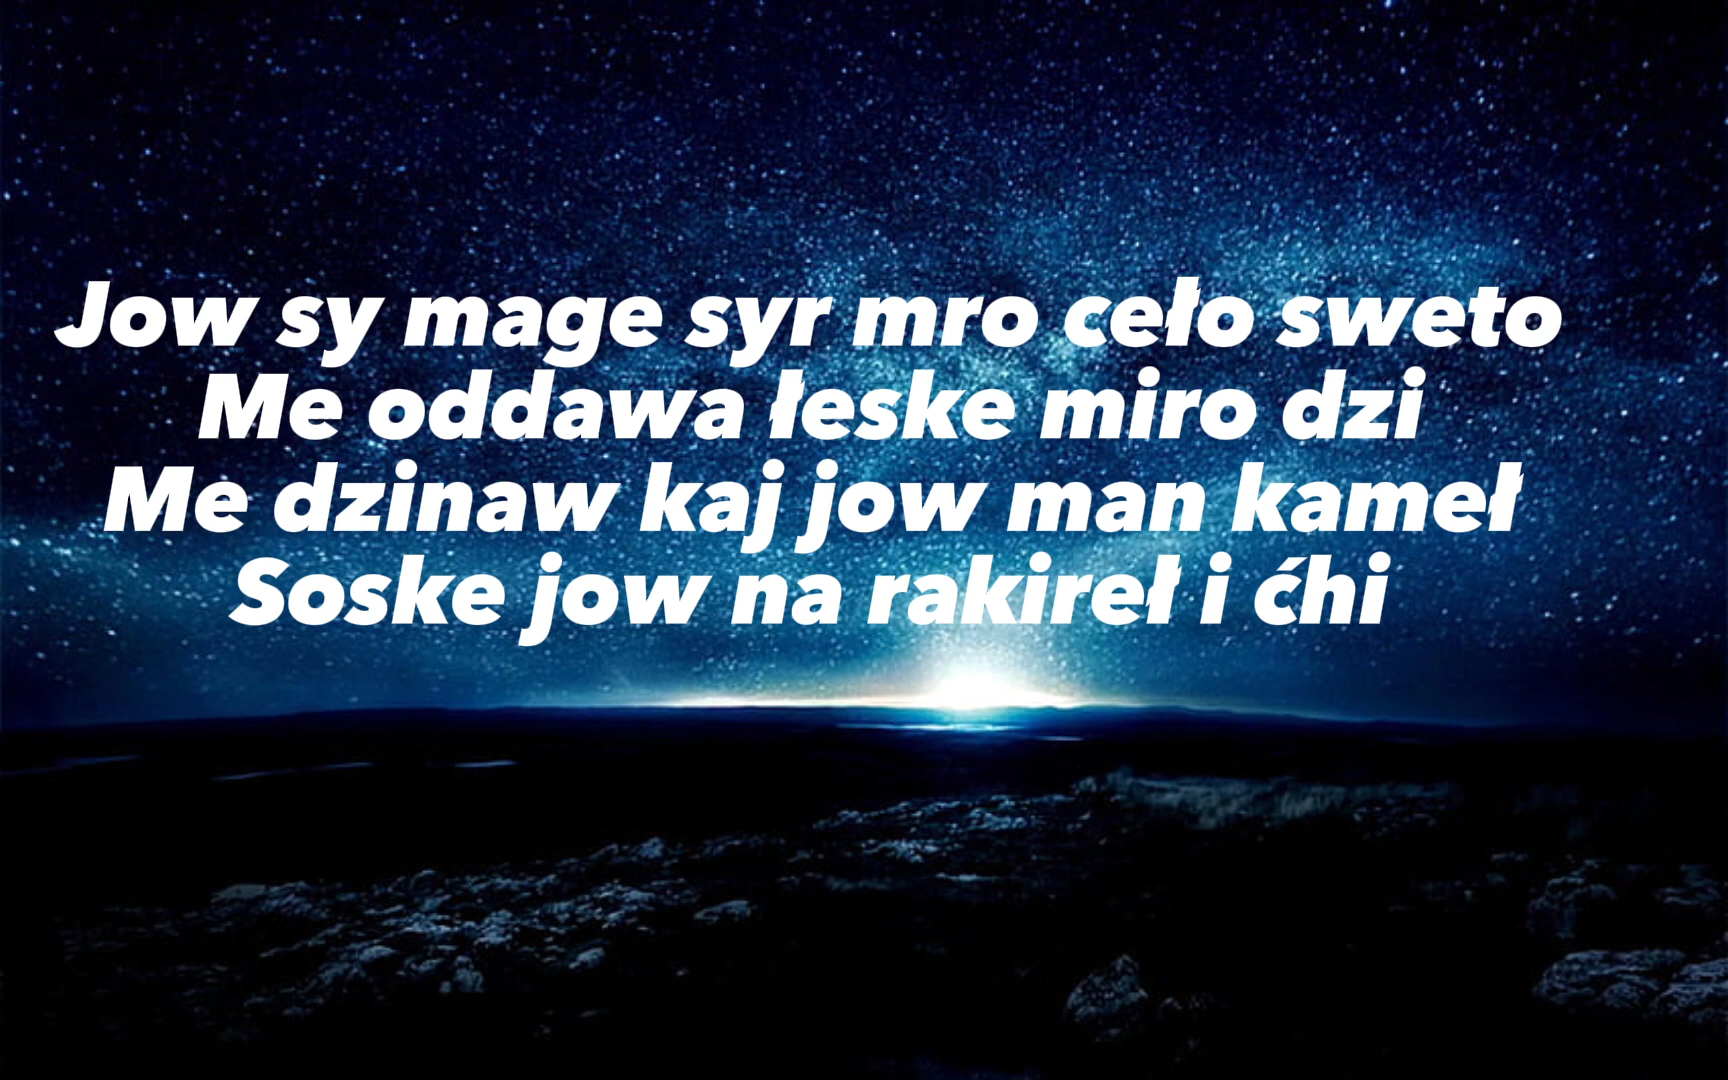 Jow sy mage syr mro ceło sweto
Me oddawa łeske miro dzi
Me dzinaw kaj jow man kameł
Soske jow na rakireł i ćhi